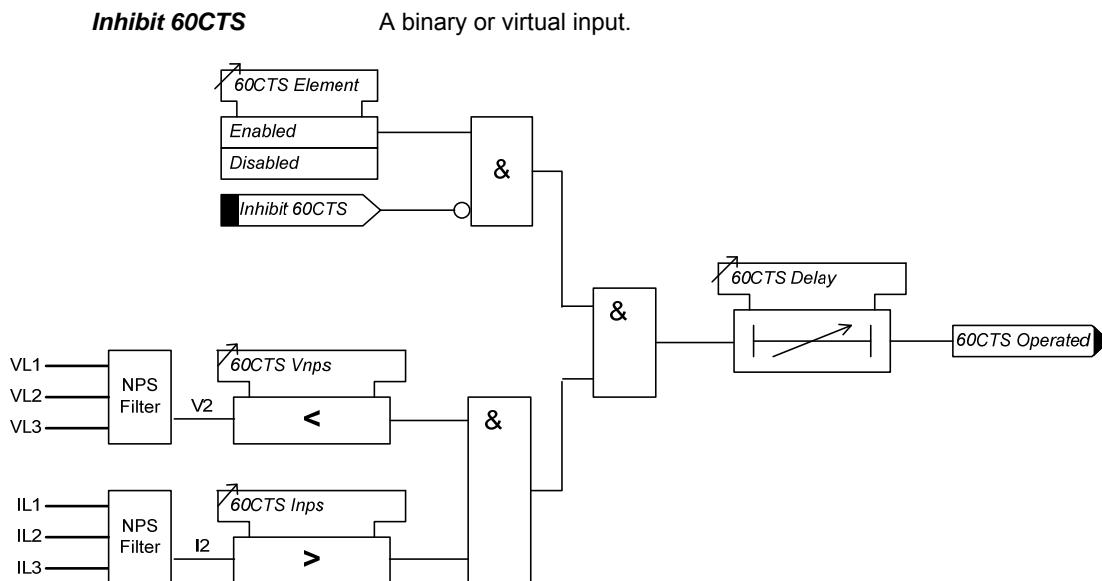 Inhibit 60CTS A binary or virtual input.
60CTS Element
Enabled
Disabled
&
Inhibit 60CTS
&
60CTS Delay
60CTS Operated
VL1
VL2
VL3
NPS
Filter
V2
60CTS Vnps
<
&
IL1
IL2
IL3
NPS
Filter
I2
60CTS Inps
>